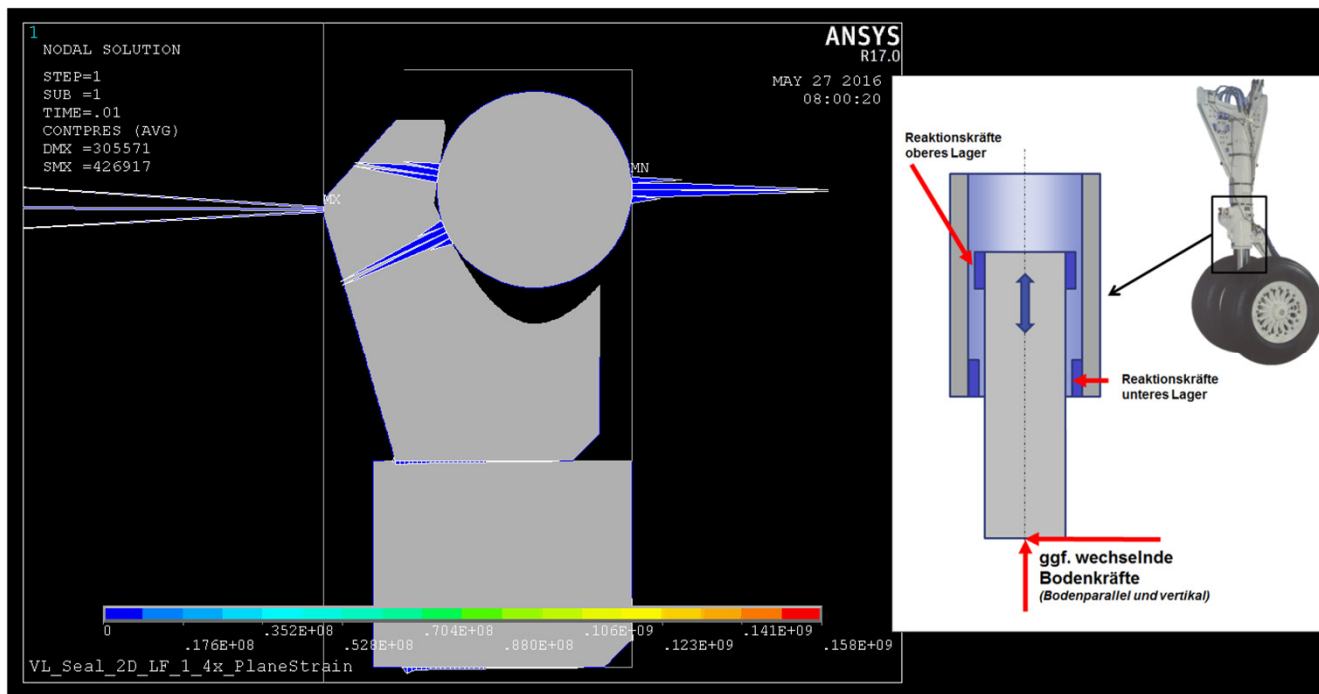 1
NODAL SOLUTION
STEP=1
SUB =1
TIME=.01
CONTPRES (AVG)
DMX =305571
SMX =426917
ANSYS
R17.0
MAY 27 2016
08:00:20
MX
MN
0
.176E+08
.352E+08
.528E+08
.704E+08
.880E+08
.106E+09
.123E+09
.141E+09
.158E+09
VL_Seal_2D_LF_1_4x_PlaneStrain
Reaktionskräfte
oberes Lager
Reaktionskräfte
unteres Lager
ggf. wechselnde
Bodenkräfte
(Bodenparallel und vertikal)